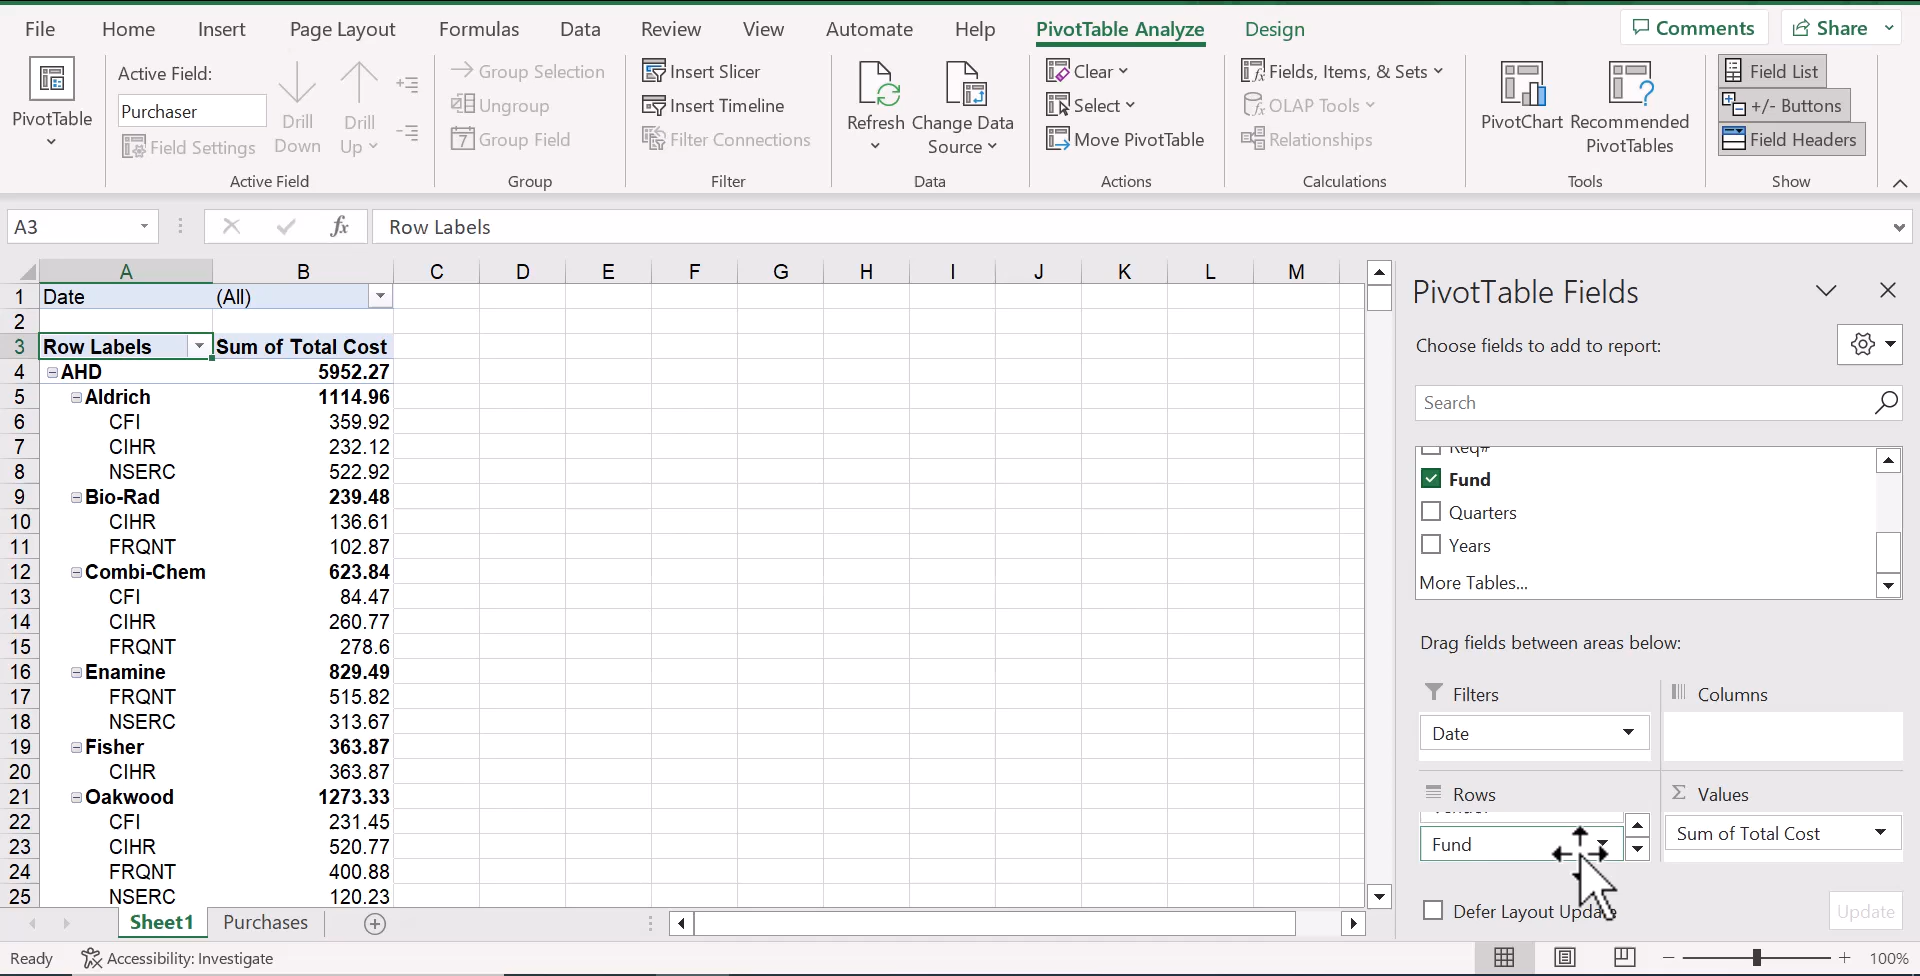 File Home Insert Page Layout Formulas Data Review View Automate Help PivotTable Analyze Design Comments Share
PivotTable
Active Field:
Purchaser
Field Settings
Drill
Down
Drill
Up
Active Field
Group Selection
Ungroup
Group Field
Group
Insert Slicer
Insert Timeline
Filter Connections
Filter
Refresh
Change Data
Source
Data
Clear
Select
Move PivotTable
Actions
Fields, Items, & Sets
OLAP Tools
Relationships
Calculations
PivotChart
Recommended
PivotTables
Tools
Field List
+/- Buttons
Field Headers
Show
A3 fx Row Labels
A B C D E F G H I J K L M
1 Date (All)
2
3 Row Labels Sum of Total Cost
4 AHD 5952.27
5 Aldrich 1114.96
6 CFI 359.92
7 CIHR 232.12
8 NSERC 522.92
9 Bio-Rad 239.48
10 CIHR 136.61
11 FRQNT 102.87
12 Combi-Chem 623.84
13 CFI 84.47
14 CIHR 260.77
15 FRQNT 278.6
16 Enamine 829.49
17 FRQNT 515.82
18 NSERC 313.67
19 Fisher 363.87
20 CIHR 363.87
21 Oakwood 1273.33
22 CFI 231.45
23 CIHR 520.77
24 FRQNT 400.88
25 NSERC 120.23
PivotTable Fields
Choose fields to add to report:
Search
Req#
Fund
Quarters
Years
More Tables...
Drag fields between areas below:
Filters
Date
Columns
Rows
Fund
Σ Values
Sum of Total Cost
Defer Layout Update
Update
Sheet1 Purchases
Ready Accessibility: Investigate 100%